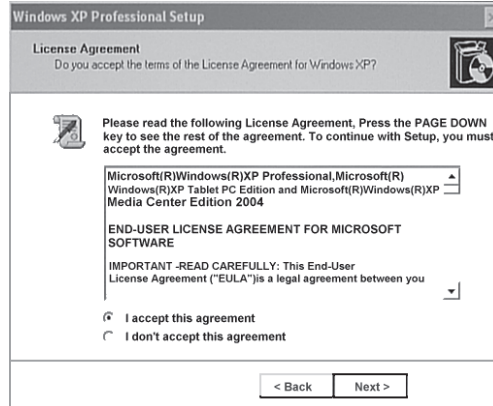 Windows XP Professional Setup
License Agreement
Do you accept the terms of the License Agreement for Windows XP?
Please read the following License Agreement, Press the PAGE DOWN
key to see the rest of the agreement. To continue with Setup, you must
accept the agreement.
Microsoft(R)Windows(R)XP Professional,Microsoft(R)
Windows(R)XP Tablet PC Edition and Microsoft(R)Windows(R)XP
Media Center Edition 2004
END-USER LICENSE AGREEMENT FOR MICROSOFT
SOFTWARE
IMPORTANT -READ CAREFULLY: This End-User
License Agreement ("EULA")is a legal agreement between you
I accept this agreement
I don't accept this agreement
< Back
Next >